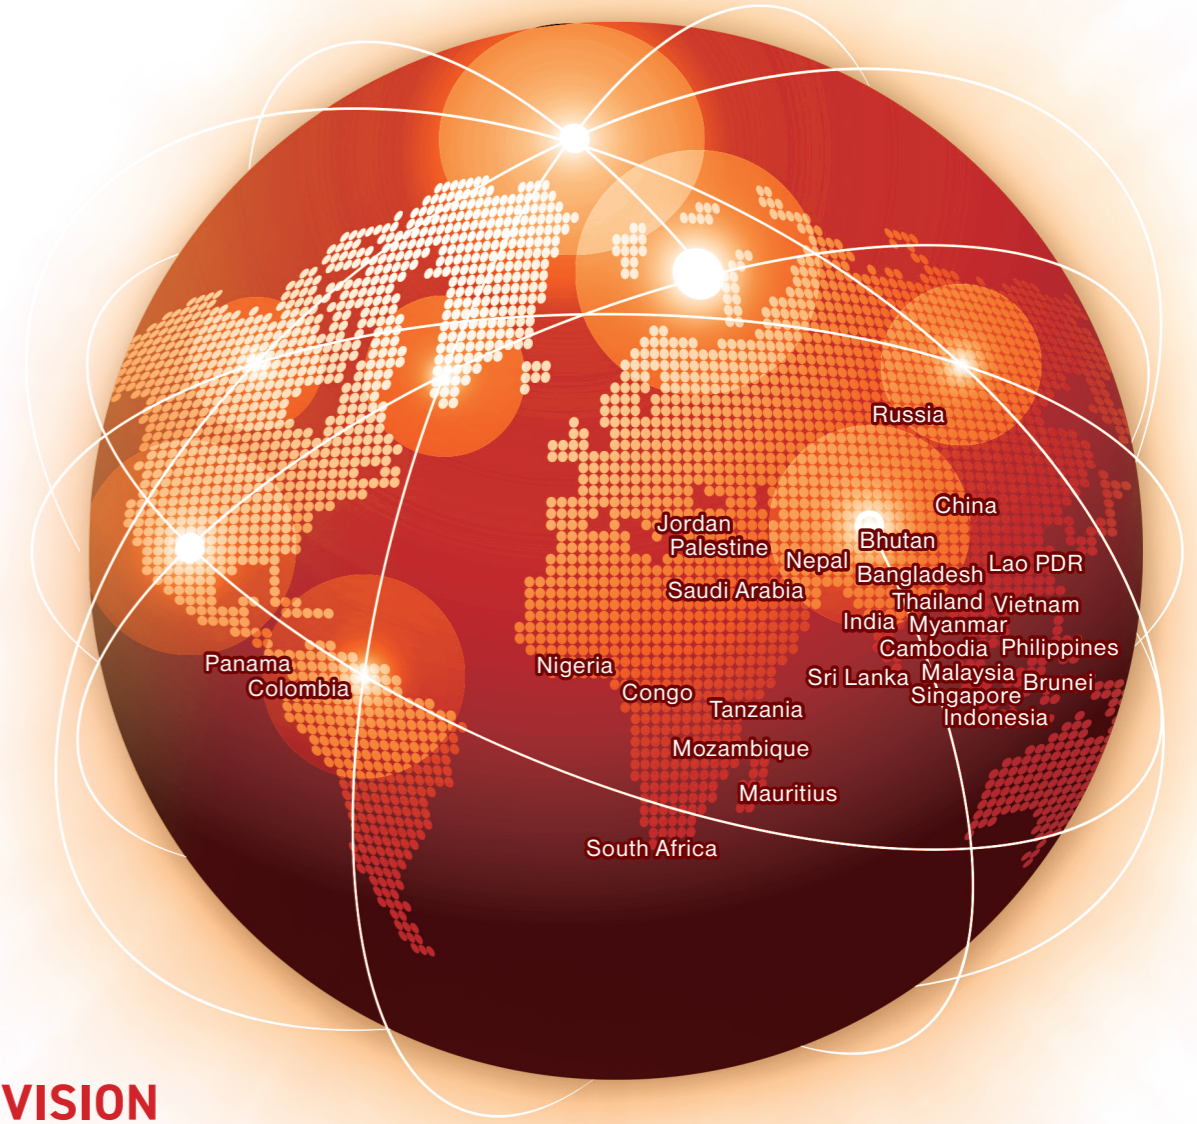 Russia
China
Jordan
Bhutan
Palestine
Nepal
Lao PDR
Bangladesh
Saudi Arabia
Thailand
Vietnam
India
Myanmar
Cambodia
Philippines
Panama
Nigeria
Sri Lanka
Malaysia
Brunei
Colombia
Congo
Singapore
Tanzania
Indonesia
Mozambique
Mauritius
South Africa
VISION